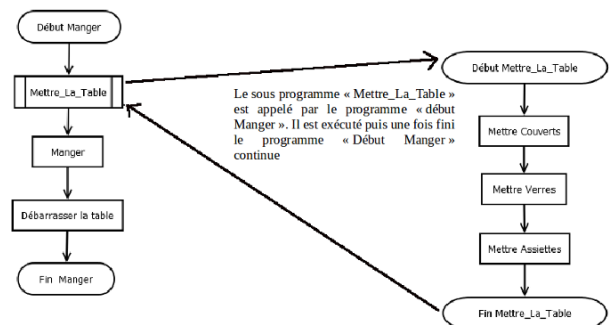 Début Manger
Mettre_La_Table
Manger
Débarrasser la table
Fin Manger
Le sous programme « Mettre_La_Table »
est appelé par le programme « début
Manger ». Il est exécuté puis une fois fini
le programme « Début Manger »
continue
Début Mettre_La_Table
Mettre Couverts
Mettre Verres
Mettre Assiettes
Fin Mettre_La_Table